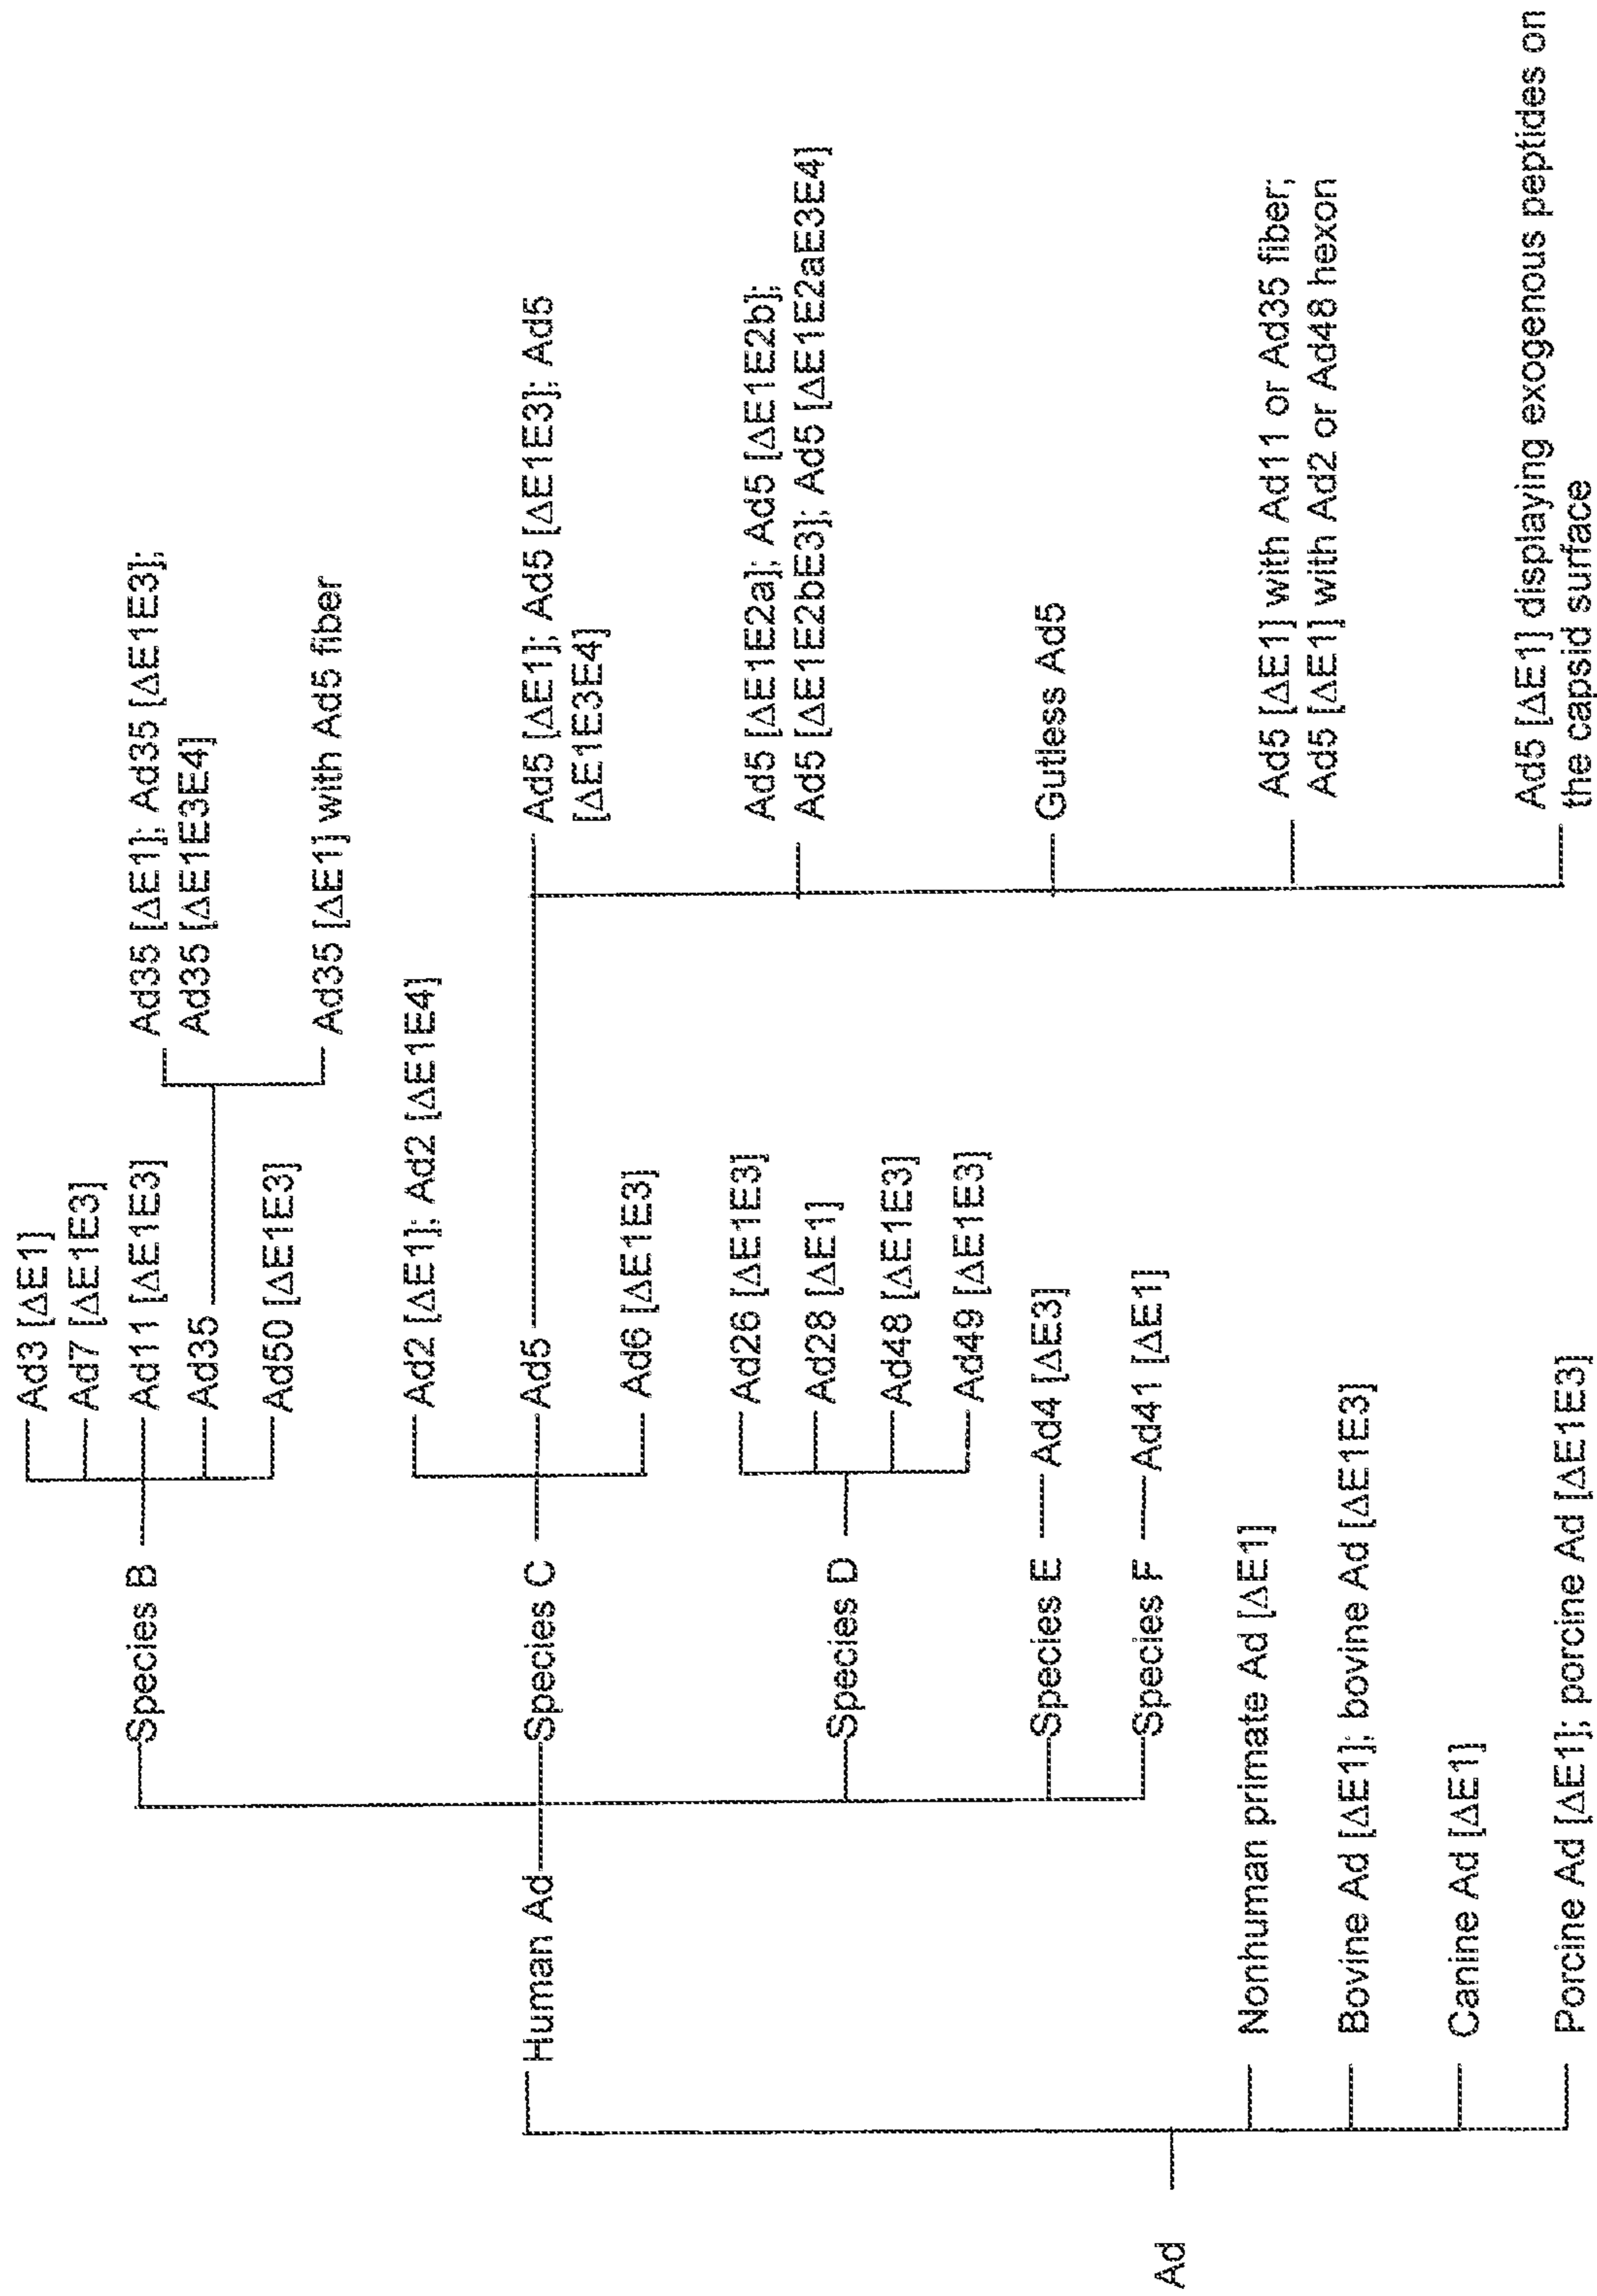 Ad
Human Ad
Species B
Ad3 [ΔE1]
Ad7 [ΔE1E3]
Ad11 [ΔE1E3]
Ad35
Ad35 [ΔE1]; Ad35 [ΔE1E3];
Ad35 [ΔE1E3E4]
Ad35 [ΔE1] with Ad5 fiber
Ad50 [ΔE1E3]
Species C
Ad2 [ΔE1]; Ad2 [ΔE1E4]
Ad5
Ad5 [ΔE1]; Ad5 [ΔE1E3]; Ad5
[ΔE1E3E4]
Ad5 [ΔE1E2a]; Ad5 [ΔE1E2b];
Ad5 [ΔE1E2bE3]; Ad5 [ΔE1E2aE3E4]
Gutless Ad5
Ad5 [ΔE1] with Ad11 or Ad35 fiber;
Ad5 [ΔE1] with Ad2 or Ad48 hexon
Ad5 [ΔE1] displaying exogenous peptides on
the capsid surface
Ad6 [ΔE1E3]
Species D
Ad26 [ΔE1E3]
Ad28 [ΔE1]
Ad48 [ΔE1E3]
Ad49 [ΔE1E3]
Species E
Ad4 [ΔE3]
Species F
Ad41 [ΔE1]
Nonhuman primate Ad [ΔE1]
Bovine Ad [ΔE1]; bovine Ad [ΔE1E3]
Canine Ad [ΔE1]
Porcine Ad [ΔE1]; porcine Ad [ΔE1E3]